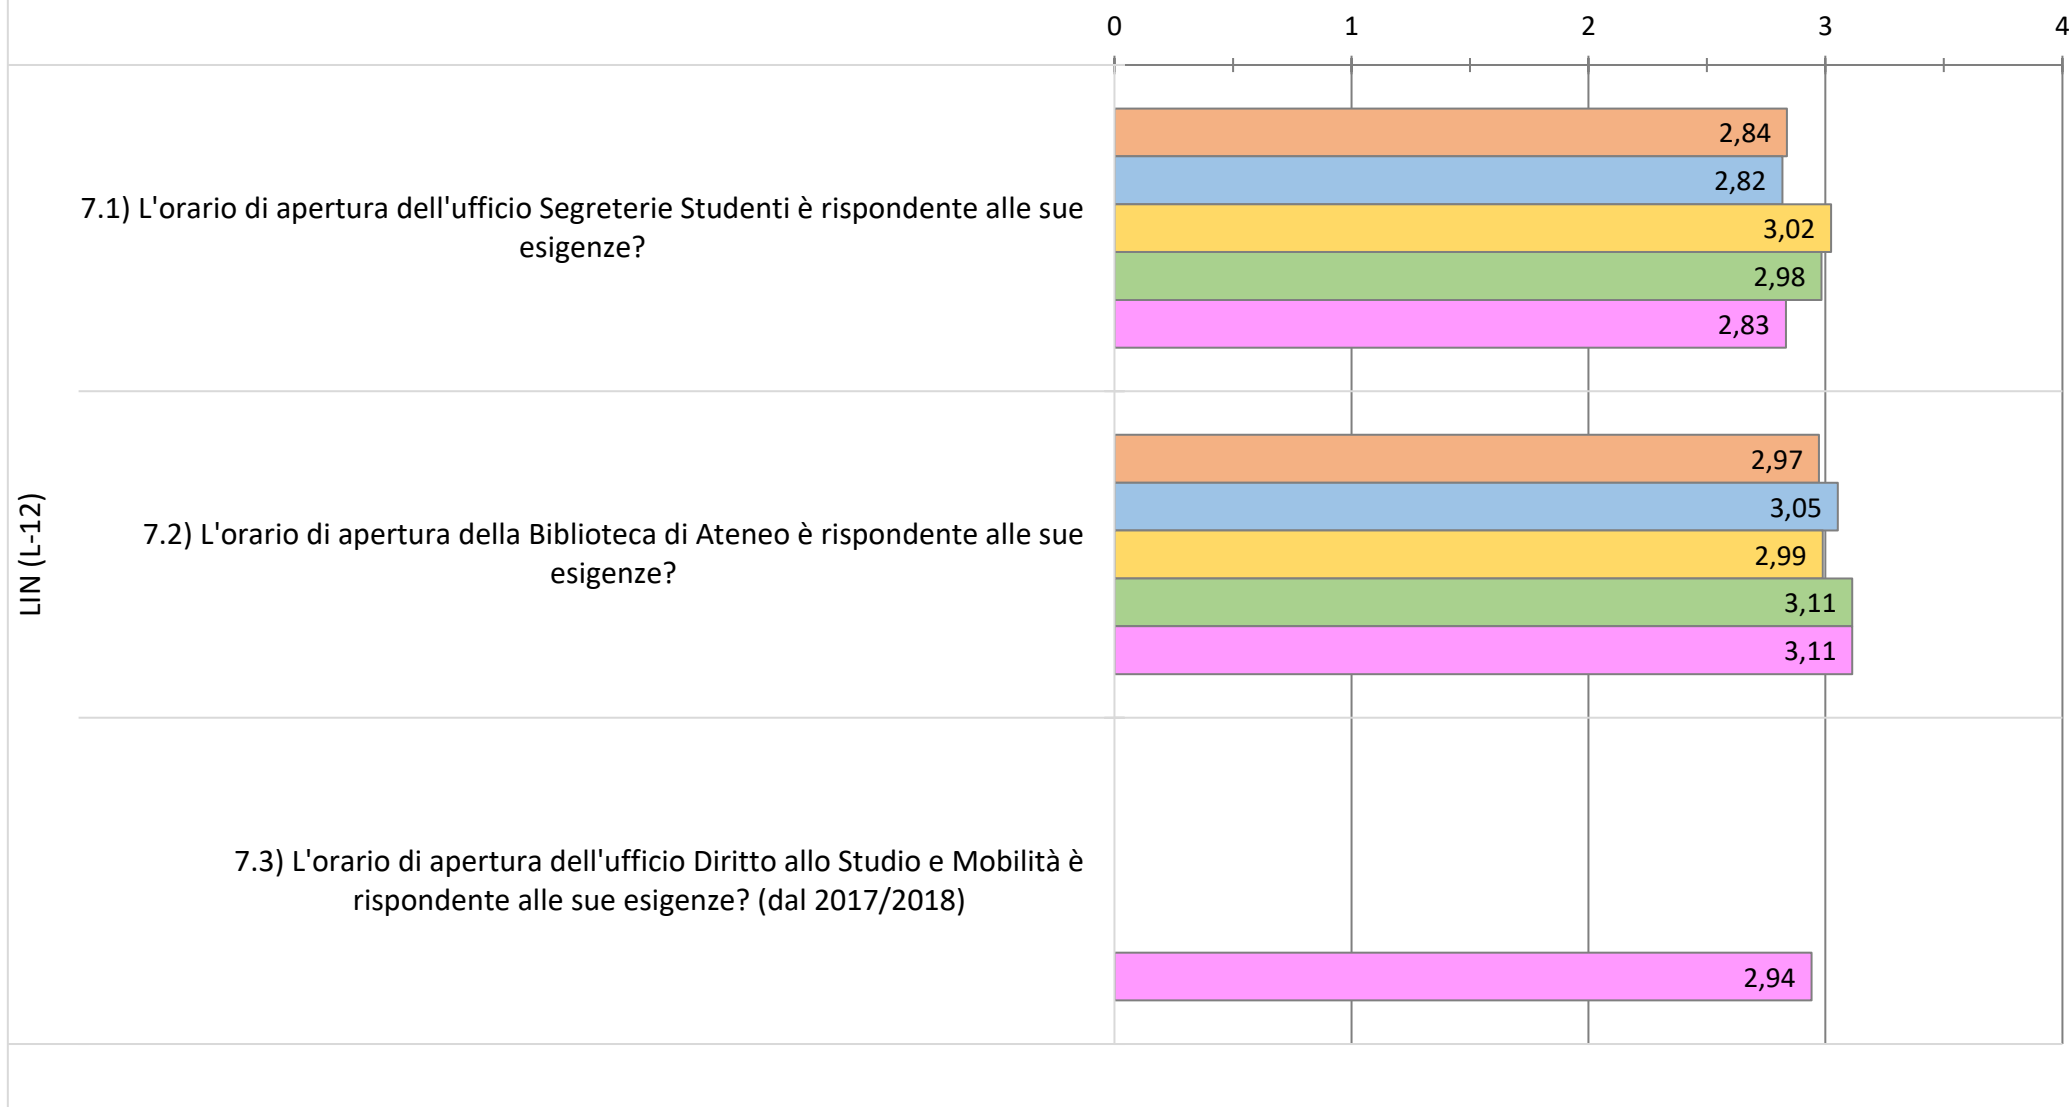 0 1 2 3 4
LIN (L-12)
7.1) L'orario di apertura dell'ufficio Segreterie Studenti è rispondente alle sue
esigenze?
2,84
2,82
3,02
2,98
2,83
7.2) L'orario di apertura della Biblioteca di Ateneo è rispondente alle sue
esigenze?
2,97
3,05
2,99
3,11
3,11
7.3) L'orario di apertura dell'ufficio Diritto allo Studio e Mobilità è
rispondente alle sue esigenze? (dal 2017/2018)
2,94